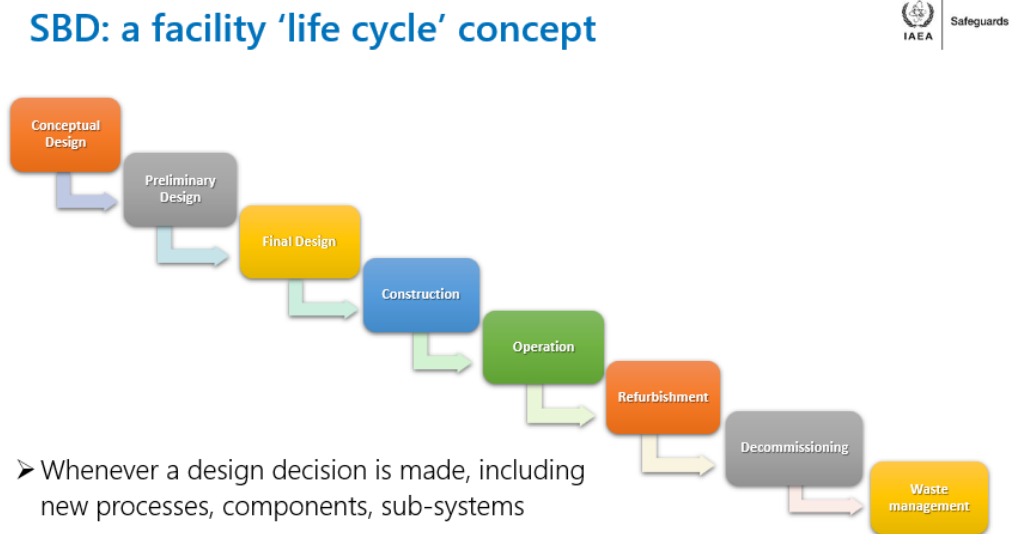 SBD: a facility ‘life cycle’ concept
IAEA
Safeguards
Conceptual
Design
Preliminary
Design
Final Design
Construction
Operation
Refurbishment
Decommissioning
Waste
management
➢ Whenever a design decision is made, including
new processes, components, sub-systems